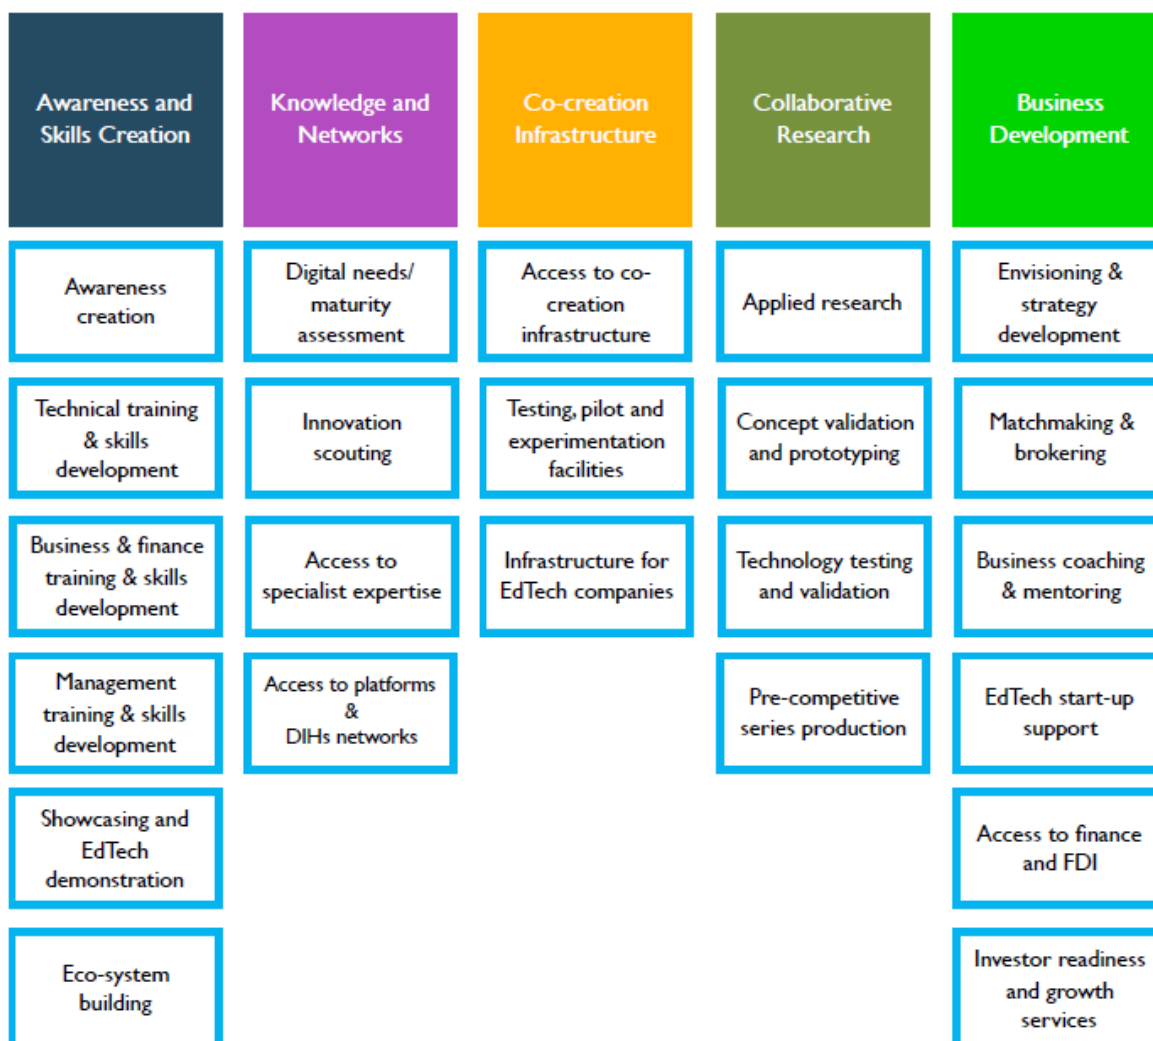 Awareness and
Skills Creation
Knowledge and
Networks
Co-creation
Infrastructure
Collaborative
Research
Business
Development
Awareness
creation
Digital needs/
maturity
assessment
Access to co-
creation
infrastructure
Applied research
Envisioning &
strategy
development
Technical training
& skills
development
Innovation
scouting
Testing, pilot and
experimentation
facilities
Concept validation
and prototyping
Matchmaking &
brokering
Business & finance
training & skills
development
Access to
specialist expertise
Infrastructure for
EdTech companies
Technology testing
and validation
Business coaching
& mentoring
Management
training & skills
development
Access to platforms
&
DIHs networks
Pre-competitive
series production
EdTech start-up
support
Showcasing and
EdTech
demonstration
Access to finance
and FDI
Eco-system
building
Investor readiness
and growth
services